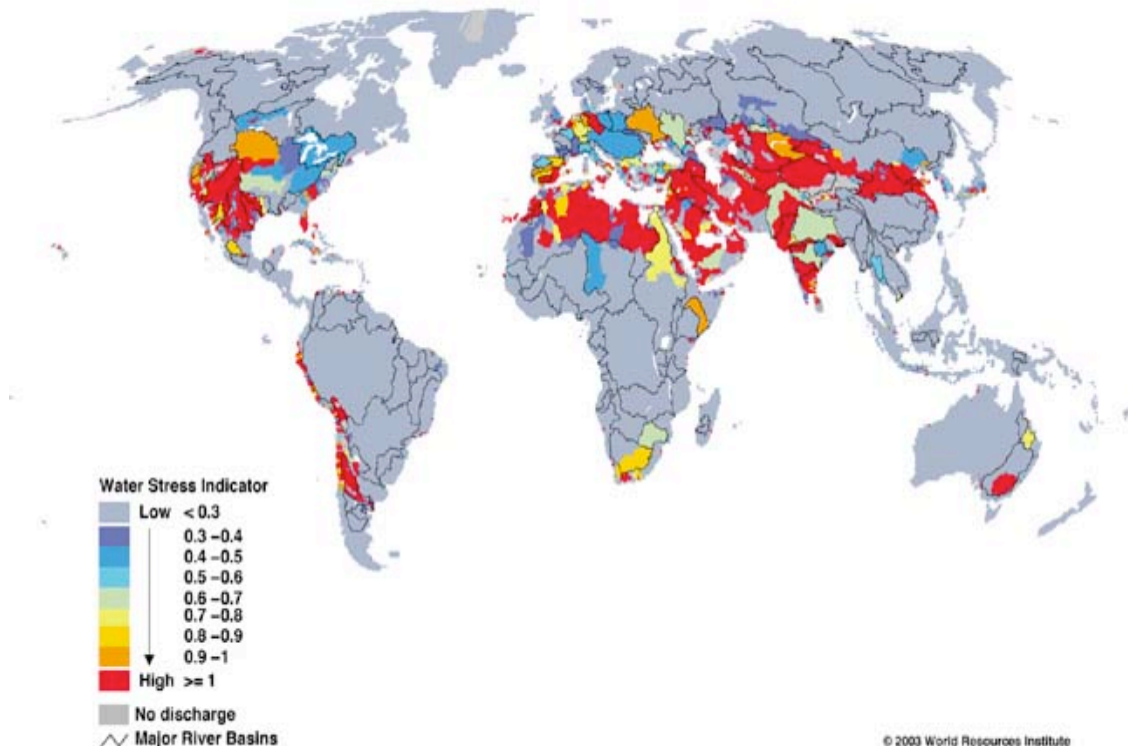 Water Stress Indicator
Low < 0.3
0.3 –0.4
0.4 –0.5
0.5 –0.6
0.6 –0.7
0.7 –0.8
0.8 –0.9
0.9 –1
High >= 1
No discharge
Major River Basins
© 2003 World Resources Institute